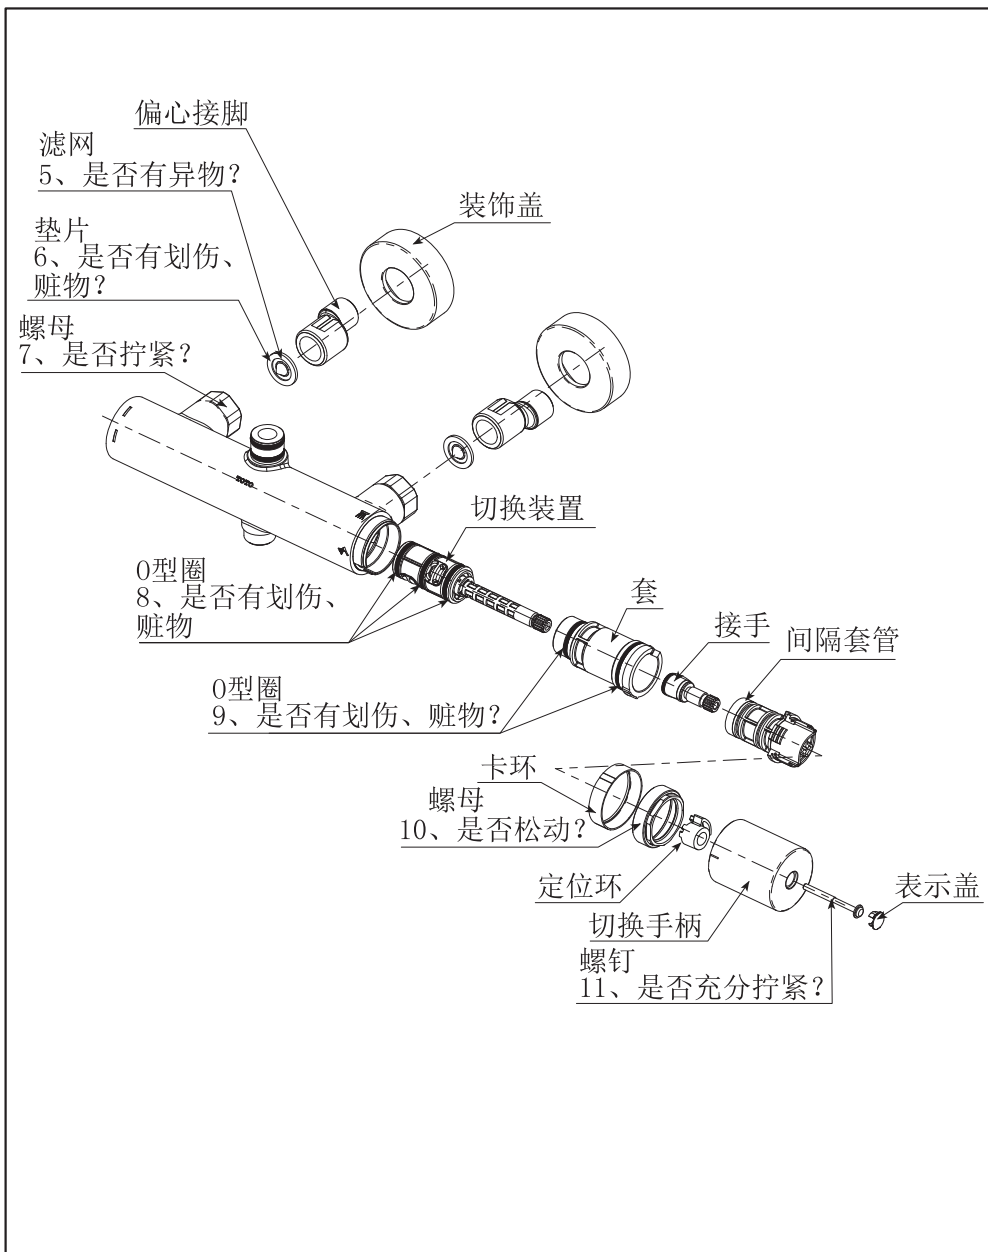 偏心接脚
滤网
5、是否有异物?
装饰盖
垫片
6、是否有划伤、
赃物?
螺母
7、是否拧紧?
TOTO
切换装置
O型圈
8、是否有划伤、
赃物
套
接手
间隔套管
O型圈
9、是否有划伤、赃物?
卡环
螺母
10、是否松动?
定位环
表示盖
切换手柄
螺钉
11、是否充分拧紧?